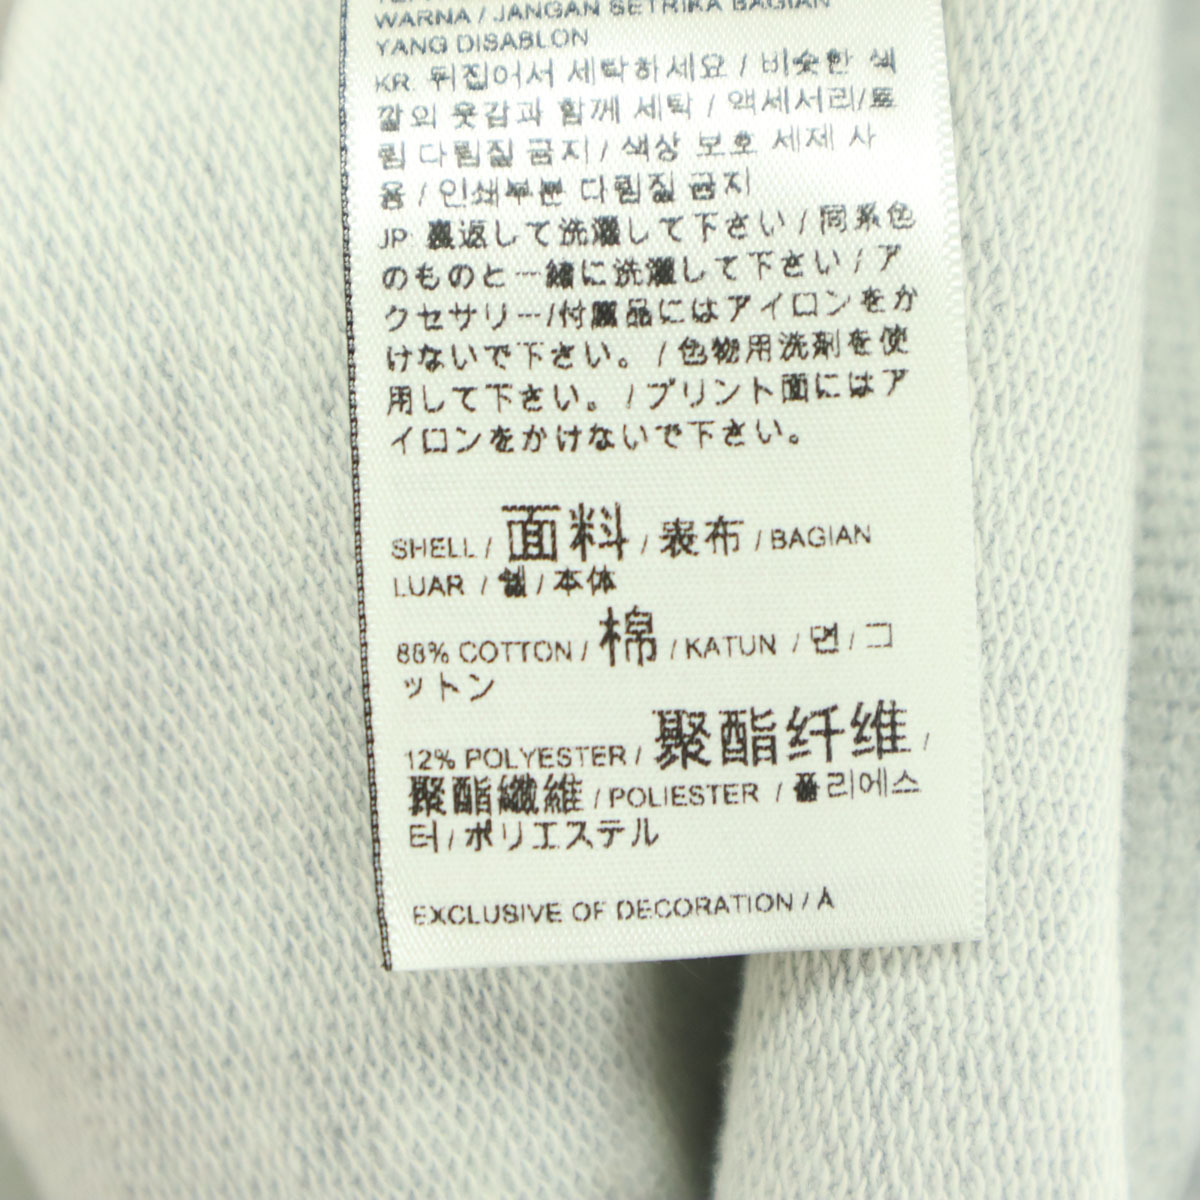 WARNA / JANGAN SETRIKA BAGIAN
YANG DISABLON
KR. 뒤집어서 세탁하세요 / 비슷한 색
깔의 옷감과 함께 세탁 / 액세서리/프
림 다림질 금지 / 색상 보호 세제 사
용 / 인쇄부분 다림질 금지
JP. 裏返して洗濯して下さい / 同系色
のものと一緒に洗濯して下さい / ア
クセサリー/付属品にはアイロンをか
けないで下さい。 / 色物用洗剤を使
用して下さい。 / プリント面にはア
イロンをかけないで下さい。
SHELL / 面料 / 表布 / BAGIAN
LUAR / 쉘 / 本体
88% COTTON / 棉 / KATUN / 면 / コ
ットン
12% POLYESTER / 聚酯纤维 /
聚酯纖維 / POLIESTER / 폴리에스
터 / ポリエステル
EXCLUSIVE OF DECORATION / A